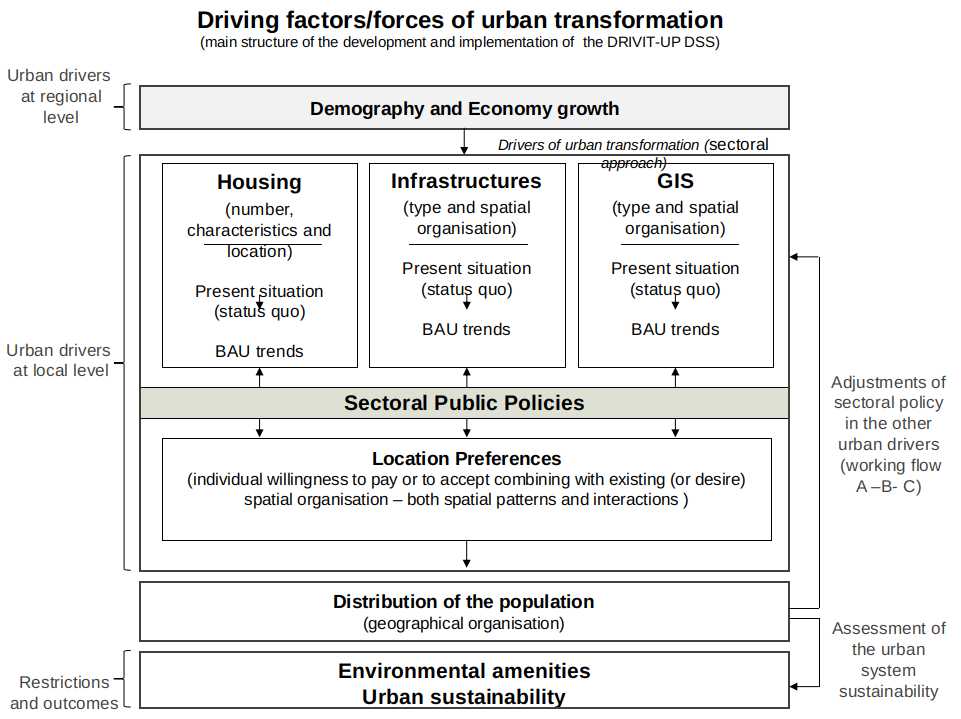 Driving factors/forces of urban transformation
(main structure of the development and implementation of the DRIVIT-UP DSS)
Urban drivers
at regional
level
Demography and Economy growth
Drivers of urban transformation (sectoral
approach)
Housing
(number,
characteristics and
location)
Present situation
(status quo)
BAU trends
Infrastructures
(type and spatial
organisation)
Present situation
(status quo)
BAU trends
GIS
(type and spatial
organisation)
Present situation
(status quo)
BAU trends
Urban drivers
at local level
Sectoral Public Policies
Location Preferences
(individual willingness to pay or to accept combining with existing (or desire)
spatial organisation – both spatial patterns and interactions )
Adjustments of
sectoral policy
in the other
urban drivers
(working flow
A –B- C)
Distribution of the population
(geographical organisation)
Assessment of
the urban
system
sustainability
Restrictions
and outcomes
Environmental amenities
Urban sustainability